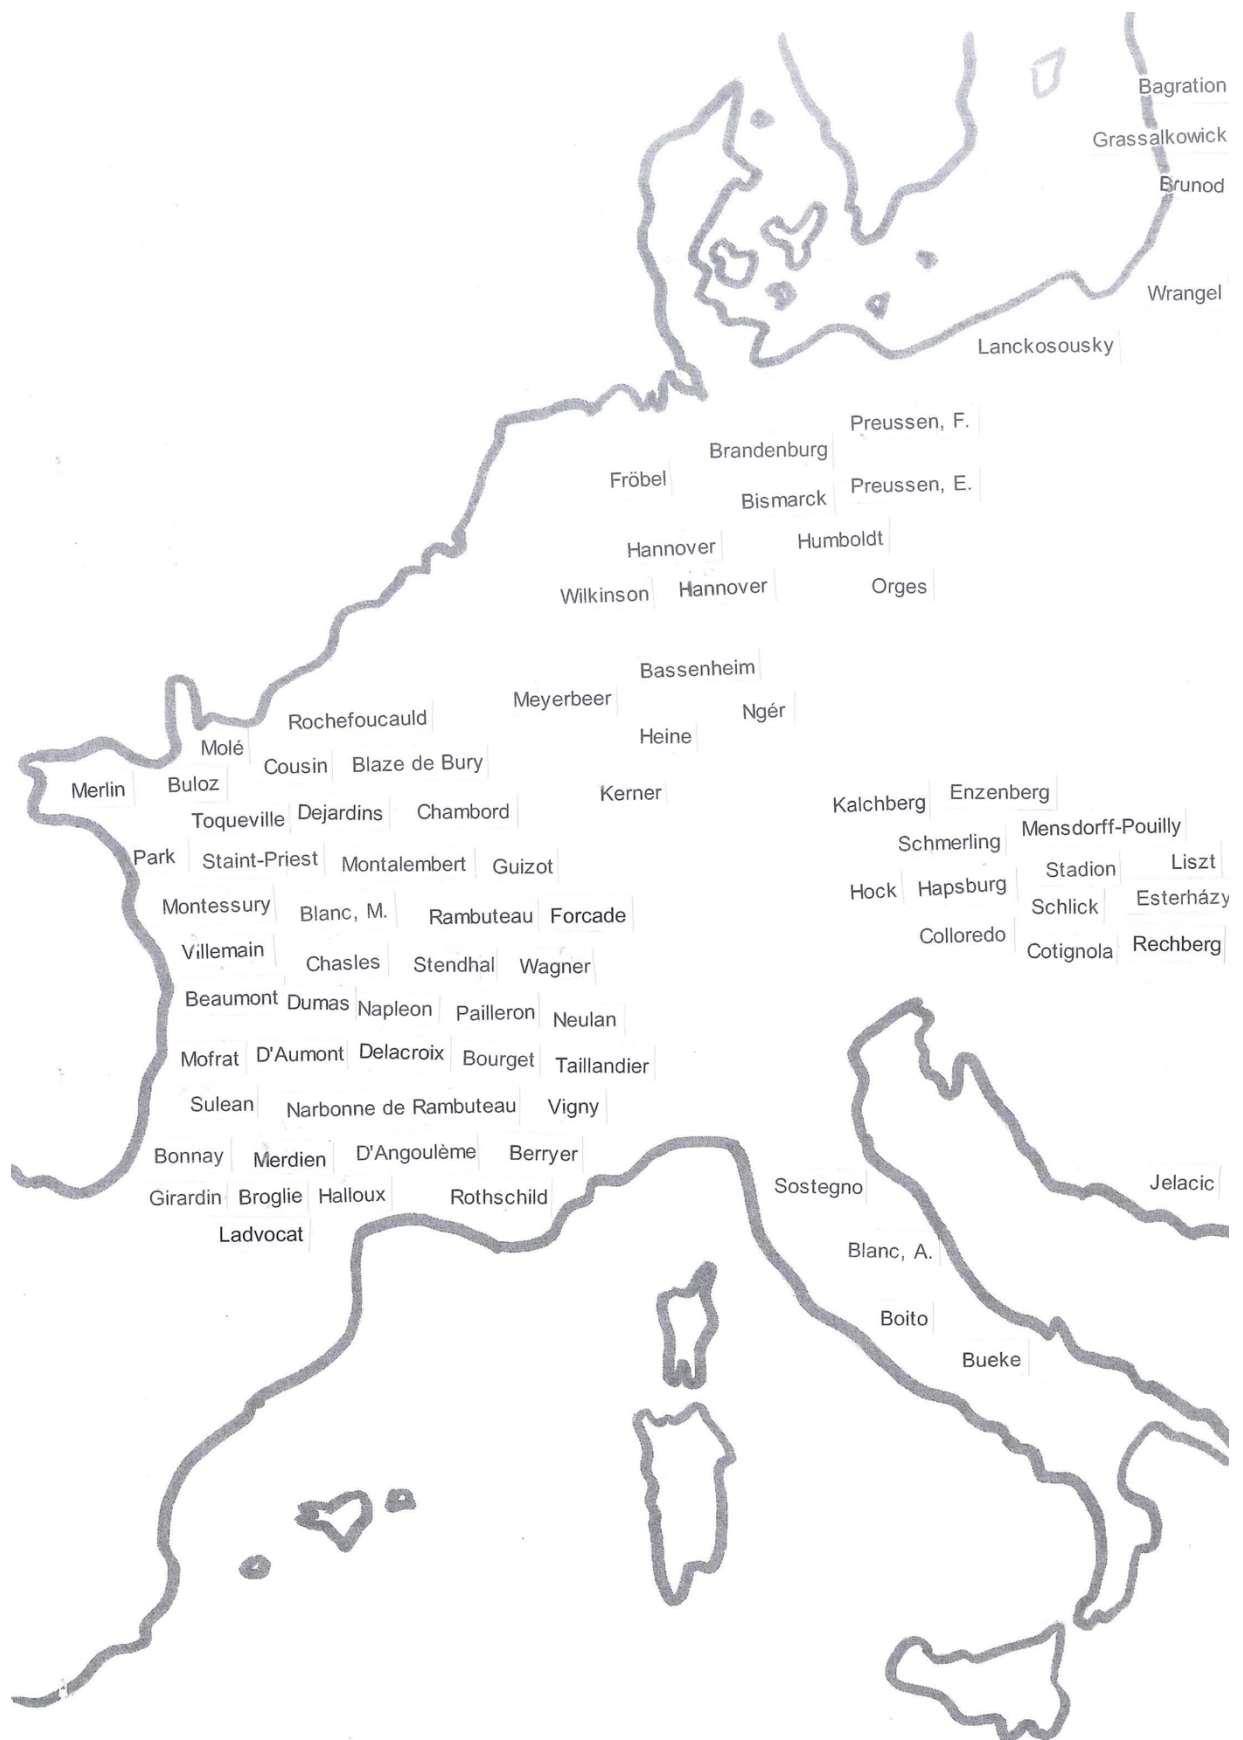 Bagration
Grassalkowick
Brunod
Wrangel
Lanckosousky
Preussen, F.
Brandenburg
Fröbel
Bismarck
Preussen, E.
Hannover
Humboldt
Wilkinson
Hannover
Orges
Bassenheim
Meyerbeer
Ngér
Rochefoucauld
Heine
Molé
Cousin
Blaze de Bury
Merlin
Buloz
Kerner
Kalchberg
Enzenberg
Toqueville
Dejardins
Chambord
Schmerling
Mensdorff-Pouilly
Park
Staint-Priest
Montalembert
Guizot
Stadion
Liszt
Hock
Hapsburg
Schlick
Esterházy
Montessury
Blanc, M.
Rambuteau
Forcade
Colloredo
Cotignola
Rechberg
Villemain
Chasles
Stendhal
Wagner
Beaumont
Dumas
Napleon
Pailleron
Neulan
Mofrat
D'Aumont
Delacroix
Bourget
Taillandier
Sulean
Narbonne de Rambuteau
Vigny
Bonnay
Merdien
D'Angoulème
Berryer
Girardin
Broglie
Halloux
Rothschild
Sostegno
Jelacic
Ladvocat
Blanc, A.
Boito
Bueke